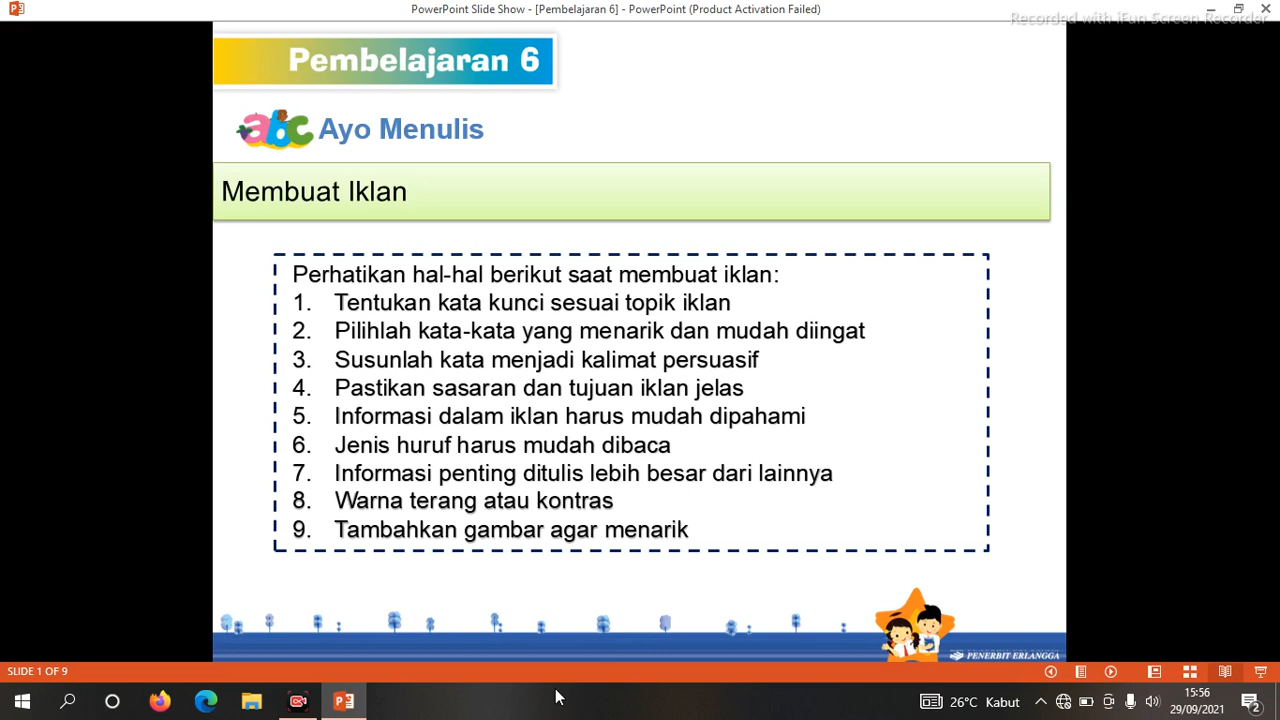 PowerPoint Slide Show - [Pembelajaran 6] - PowerPoint (Product Activation Failed)
Recorded with iFun Screen Recorder
Pembelajaran 6
abc Ayo Menulis
Membuat Iklan
Perhatikan hal-hal berikut saat membuat iklan:
1. Tentukan kata kunci sesuai topik iklan
2. Pilihlah kata-kata yang menarik dan mudah diingat
3. Susunlah kata menjadi kalimat persuasif
4. Pastikan sasaran dan tujuan iklan jelas
5. Informasi dalam iklan harus mudah dipahami
6. Jenis huruf harus mudah dibaca
7. Informasi penting ditulis lebih besar dari lainnya
8. Warna terang atau kontras
9. Tambahkan gambar agar menarik
PENERBIT ERLANGGA
SLIDE 1 OF 9
26°C Kabut
15:56
29/09/2021
2